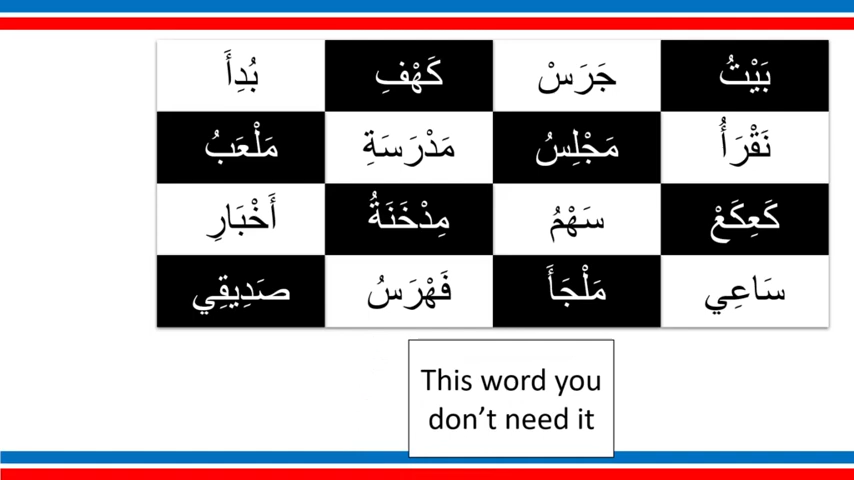 بَيْتُ جَرَسْ كَهْفِ بُدِأَ
نَقْرَأُ مَجْلِسُ مَدْرَسَةِ مَلْعَبُ
كَعِكَعْ سَهْمُ مِدْخَنَةُ أَخْبَارِ
سَاعِي مَلْجَأَ فَهْرَسُ صَدِيقِي
This word you
don't need it